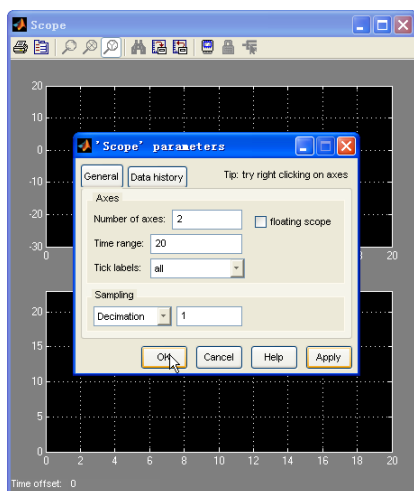 Scope
20
10
0
-10
-20
-30
0
20
'Scope' parameters
General
Data history
Tip: try right clicking on axes
Axes
Number of axes: 2
floating scope
Time range: 20
Tick labels: all
Sampling
Decimation
1
OK
Cancel
Help
Apply
20
15
10
5
0
0 2 4 6 8 10 12 14 16 18 20
Time offset: 0